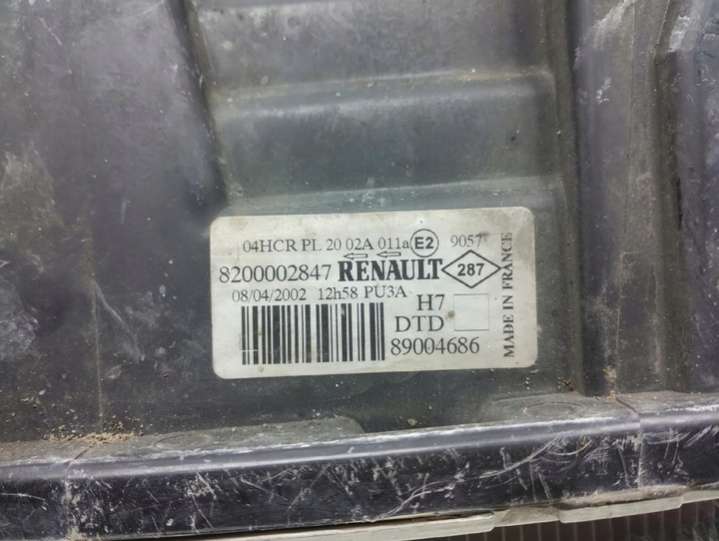 04HCR PL 20 02A 011a E2 9057
8200002847 RENAULT 287
08/04/2002 12h58 PU3A
H7
DTD
89004686
MADE IN FRANCE